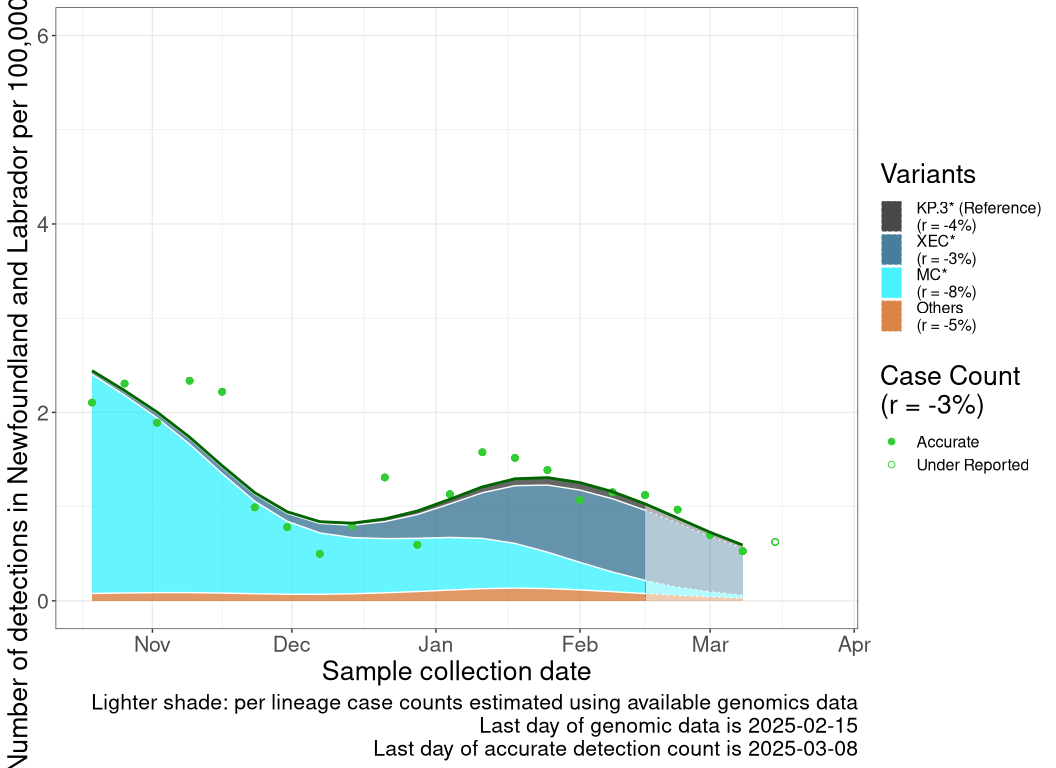 Number of detections in Newfoundland and Labrador per 100,000
6
4
2
0
Nov Dec Jan Feb Mar Apr
Sample collection date
Lighter shade: per lineage case counts estimated using available genomics data
Last day of genomic data is 2025-02-15
Last day of accurate detection count is 2025-03-08
Variants
KP.3* (Reference)
(r = -4%)
XEC*
(r = -3%)
MC*
(r = -8%)
Others
(r = -5%)
Case Count
(r = -3%)
Accurate
Under Reported